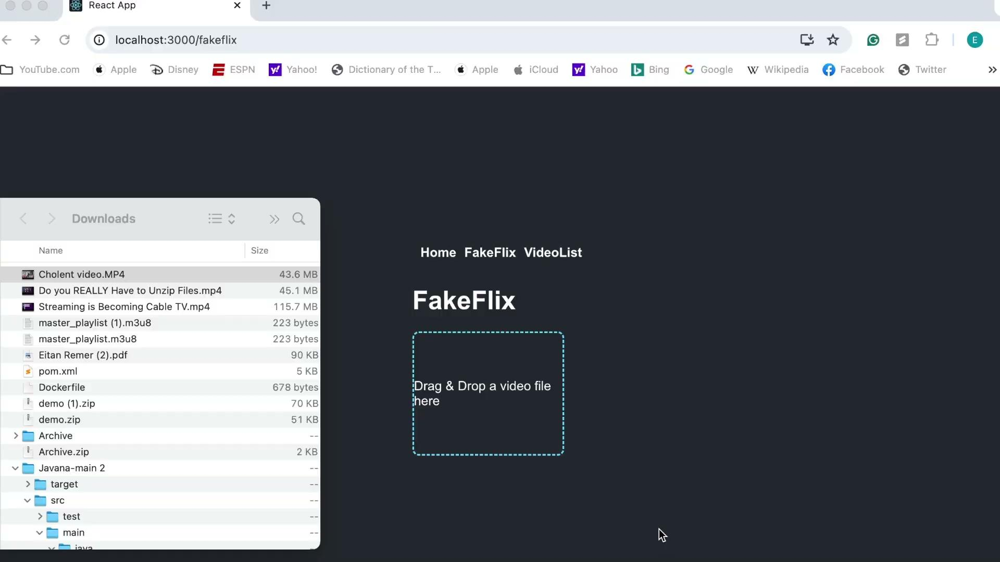 React App
localhost:3000/fakeflix
E
YouTube.com Apple Disney ESPN Yahoo! Dictionary of the T... Apple iCloud Yahoo Bing Google Wikipedia Facebook Twitter
Downloads
Name Size
Cholent video.MP4 43.6 MB
Do you REALLY Have to Unzip Files.mp4 45.1 MB
Streaming is Becoming Cable TV.mp4 115.7 MB
master_playlist (1).m3u8 223 bytes
master_playlist.m3u8 223 bytes
Eitan Remer (2).pdf 90 KB
pom.xml 5 KB
Dockerfile 678 bytes
demo (1).zip 70 KB
demo.zip 51 KB
Archive --
Archive.zip 2 KB
Javana-main 2 --
target --
src --
test --
main --
java
Home FakeFlix VideoList
FakeFlix
Drag & Drop a video file
here